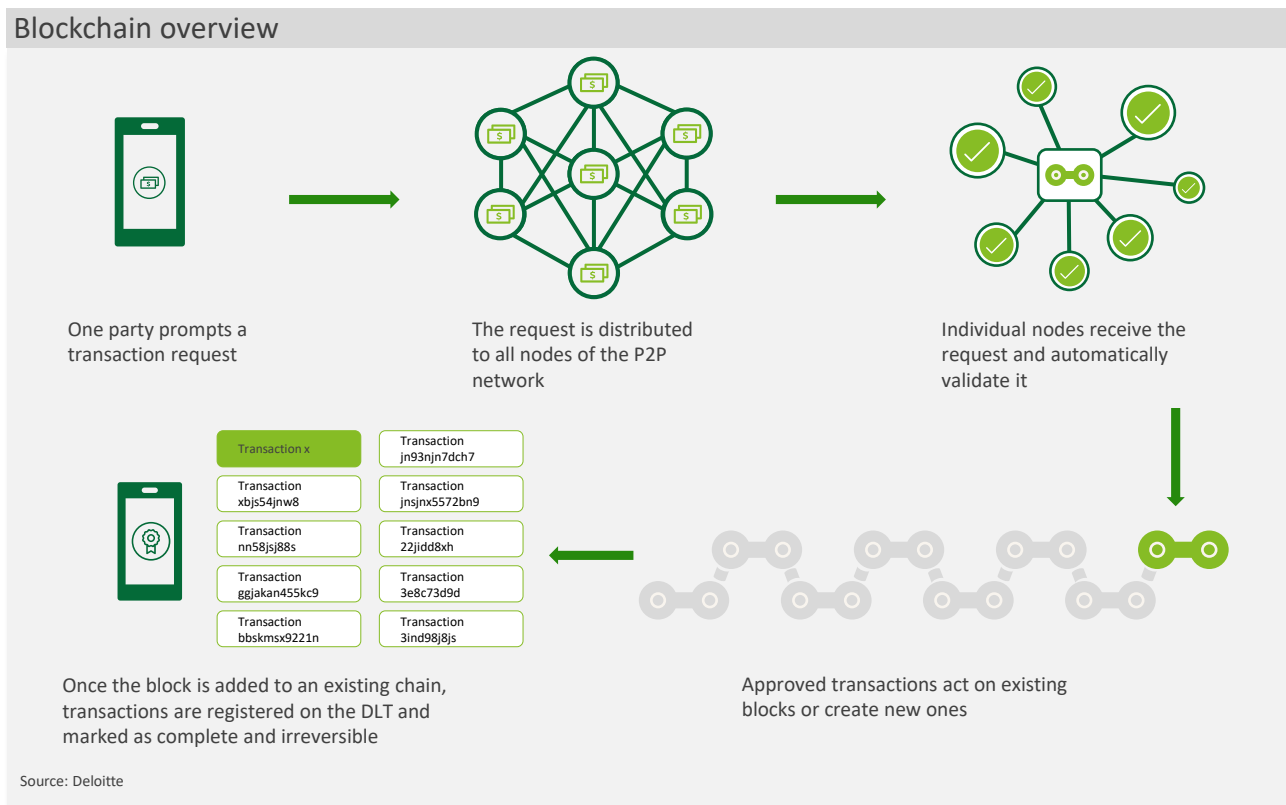 Blockchain overview
One party prompts a
transaction request
The request is distributed
to all nodes of the P2P
network
Individual nodes receive the
request and automatically
validate it
Transaction x
Transaction
jn93njn7dch7
Transaction
xbjs54jnw8
Transaction
jnsjnx5572bn9
Transaction
nn58jsj88s
Transaction
22jidd8xh
Transaction
ggjakan455kc9
Transaction
3e8c73d9d
Transaction
bbskmsx9221n
Transaction
3ind98j8js
Approved transactions act on existing
blocks or create new ones
Once the block is added to an existing chain,
transactions are registered on the DLT and
marked as complete and irreversible
Source: Deloitte